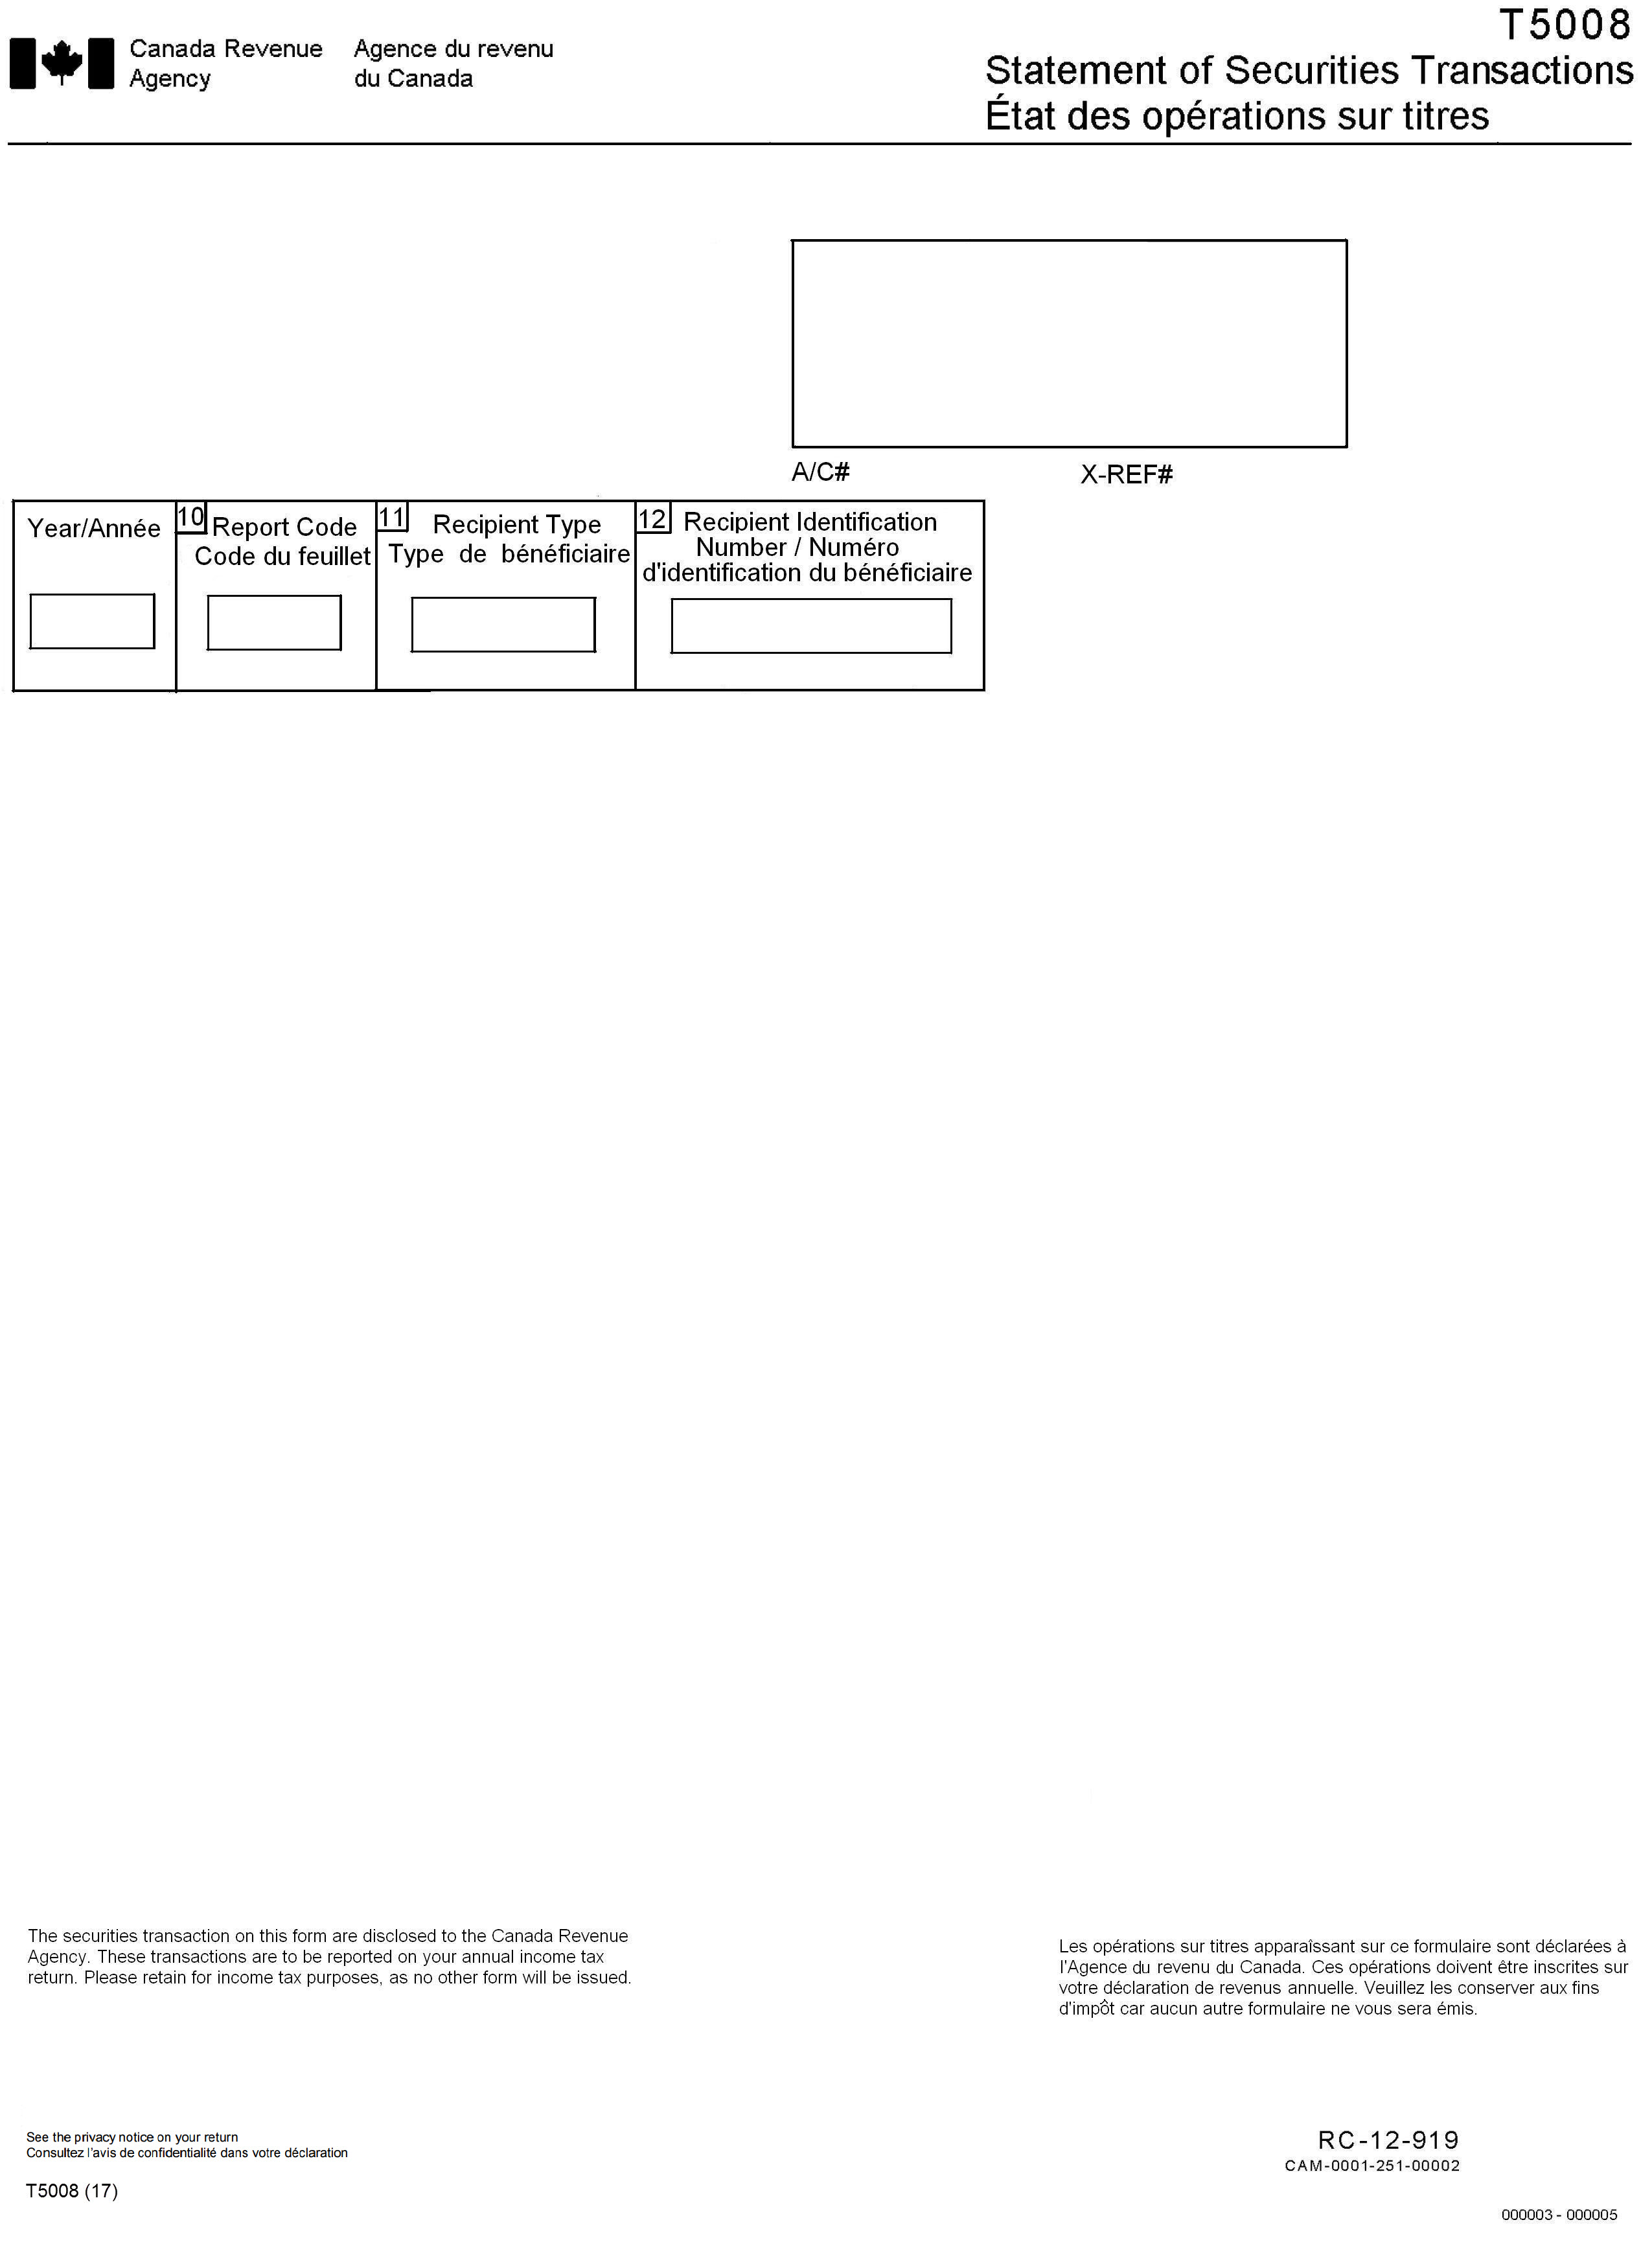 T5008
Canada Revenue Agence du revenu
Agency du Canada
Statement of Securities Transactions
État des opérations sur titres
A/C# X-REF#
Year/Année
10 Report Code
Code du feuillet
11 Recipient Type
Type de bénéficiaire
12 Recipient Identification
Number / Numéro
d'identification du bénéficiaire
The securities transaction on this form are disclosed to the Canada Revenue
Agency. These transactions are to be reported on your annual income tax
return. Please retain for income tax purposes, as no other form will be issued.
Les opérations sur titres apparaîssant sur ce formulaire sont déclarées à
l'Agence du revenu du Canada. Ces opérations doivent être inscrites sur
votre déclaration de revenus annuelle. Veuillez les conserver aux fins
d'impôt car aucun autre formulaire ne vous sera émis.
See the privacy notice on your return
Consultez l'avis de confidentialité dans votre déclaration
T5008 (17)
RC-12-919
CAM-0001-251-00002
000003 - 000005